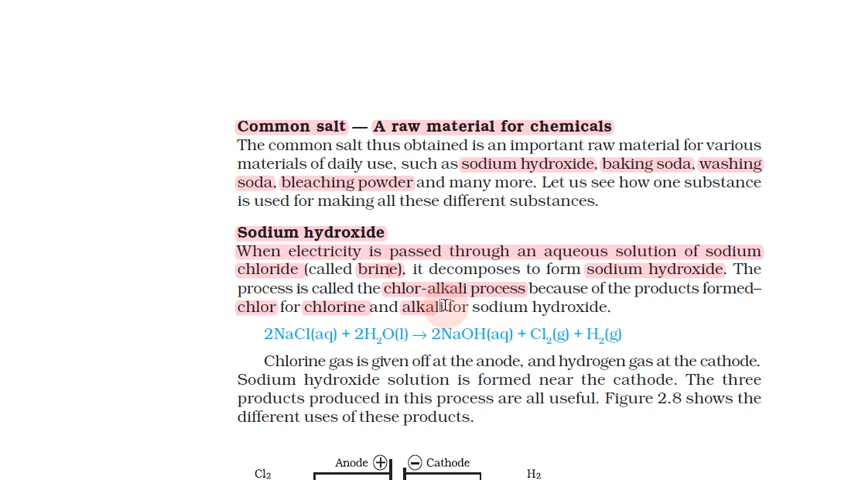 Common salt — A raw material for chemicals
The common salt thus obtained is an important raw material for various
materials of daily use, such as sodium hydroxide, baking soda, washing
soda, bleaching powder and many more. Let us see how one substance
is used for making all these different substances.
Sodium hydroxide
When electricity is passed through an aqueous solution of sodium
chloride (called brine), it decomposes to form sodium hydroxide. The
process is called the chlor-alkali process because of the products formed–
chlor for chlorine and alkali for sodium hydroxide.
2NaCl(aq) + 2H₂O(l) → 2NaOH(aq) + Cl₂(g) + H₂(g)
Chlorine gas is given off at the anode, and hydrogen gas at the cathode.
Sodium hydroxide solution is formed near the cathode. The three
products produced in this process are all useful. Figure 2.8 shows the
different uses of these products.
Anode + − Cathode
Cl₂ H₂